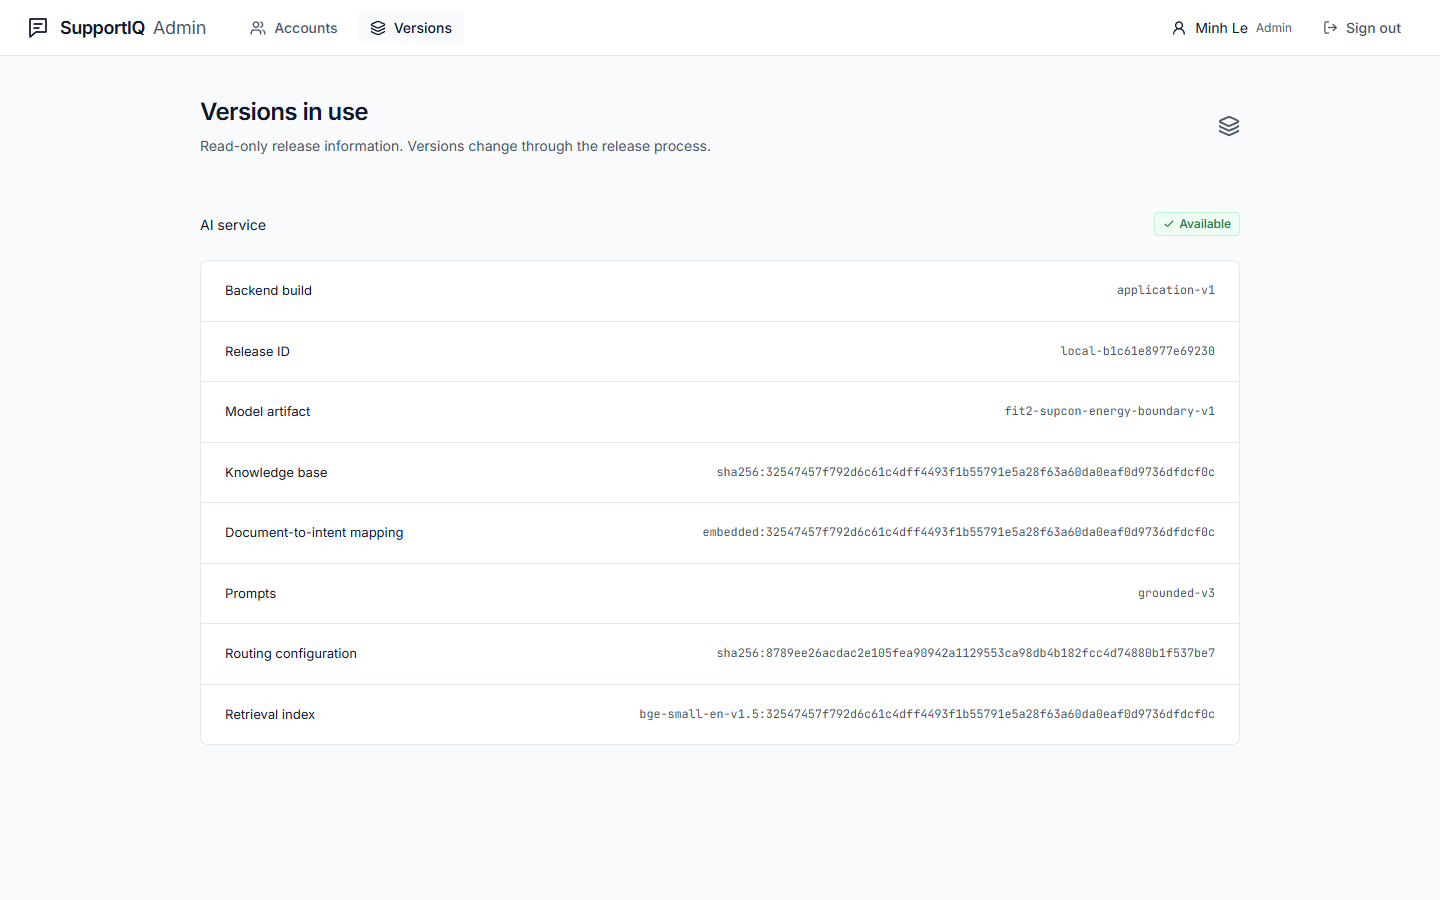 SupportIQ Admin Accounts Versions Minh Le Admin Sign out
Versions in use
Read-only release information. Versions change through the release process.
AI service Available
Backend build application-v1
Release ID local-b1c61e8977e69230
Model artifact fit2-supcon-energy-boundary-v1
Knowledge base sha256:32547457f792d6c61c4dff4493f1b55791e5a28f63a60da0eaf0d9736dfdcf0c
Document-to-intent mapping embedded:32547457f792d6c61c4dff4493f1b55791e5a28f63a60da0eaf0d9736dfdcf0c
Prompts grounded-v3
Routing configuration sha256:8789ee26acdac2e105fea90942a1129553ca98db4b182fcc4d74880b1f537be7
Retrieval index bge-small-en-v1.5:32547457f792d6c61c4dff4493f1b55791e5a28f63a60da0eaf0d9736dfdcf0c